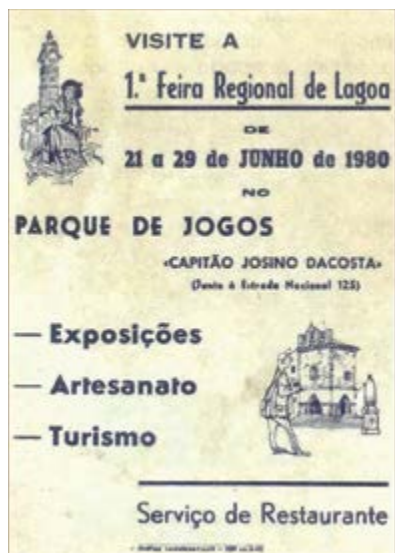 VISITE A
1.ª Feira Regional de Lagoa
DE
21 a 29 de JUNHO de 1980
NO
PARQUE DE JOGOS
«CAPITÃO JOSINO DACOSTA»
(Junto à Estrada Nacional 125)
— Exposições
— Artesanato
— Turismo
Serviço de Restaurante